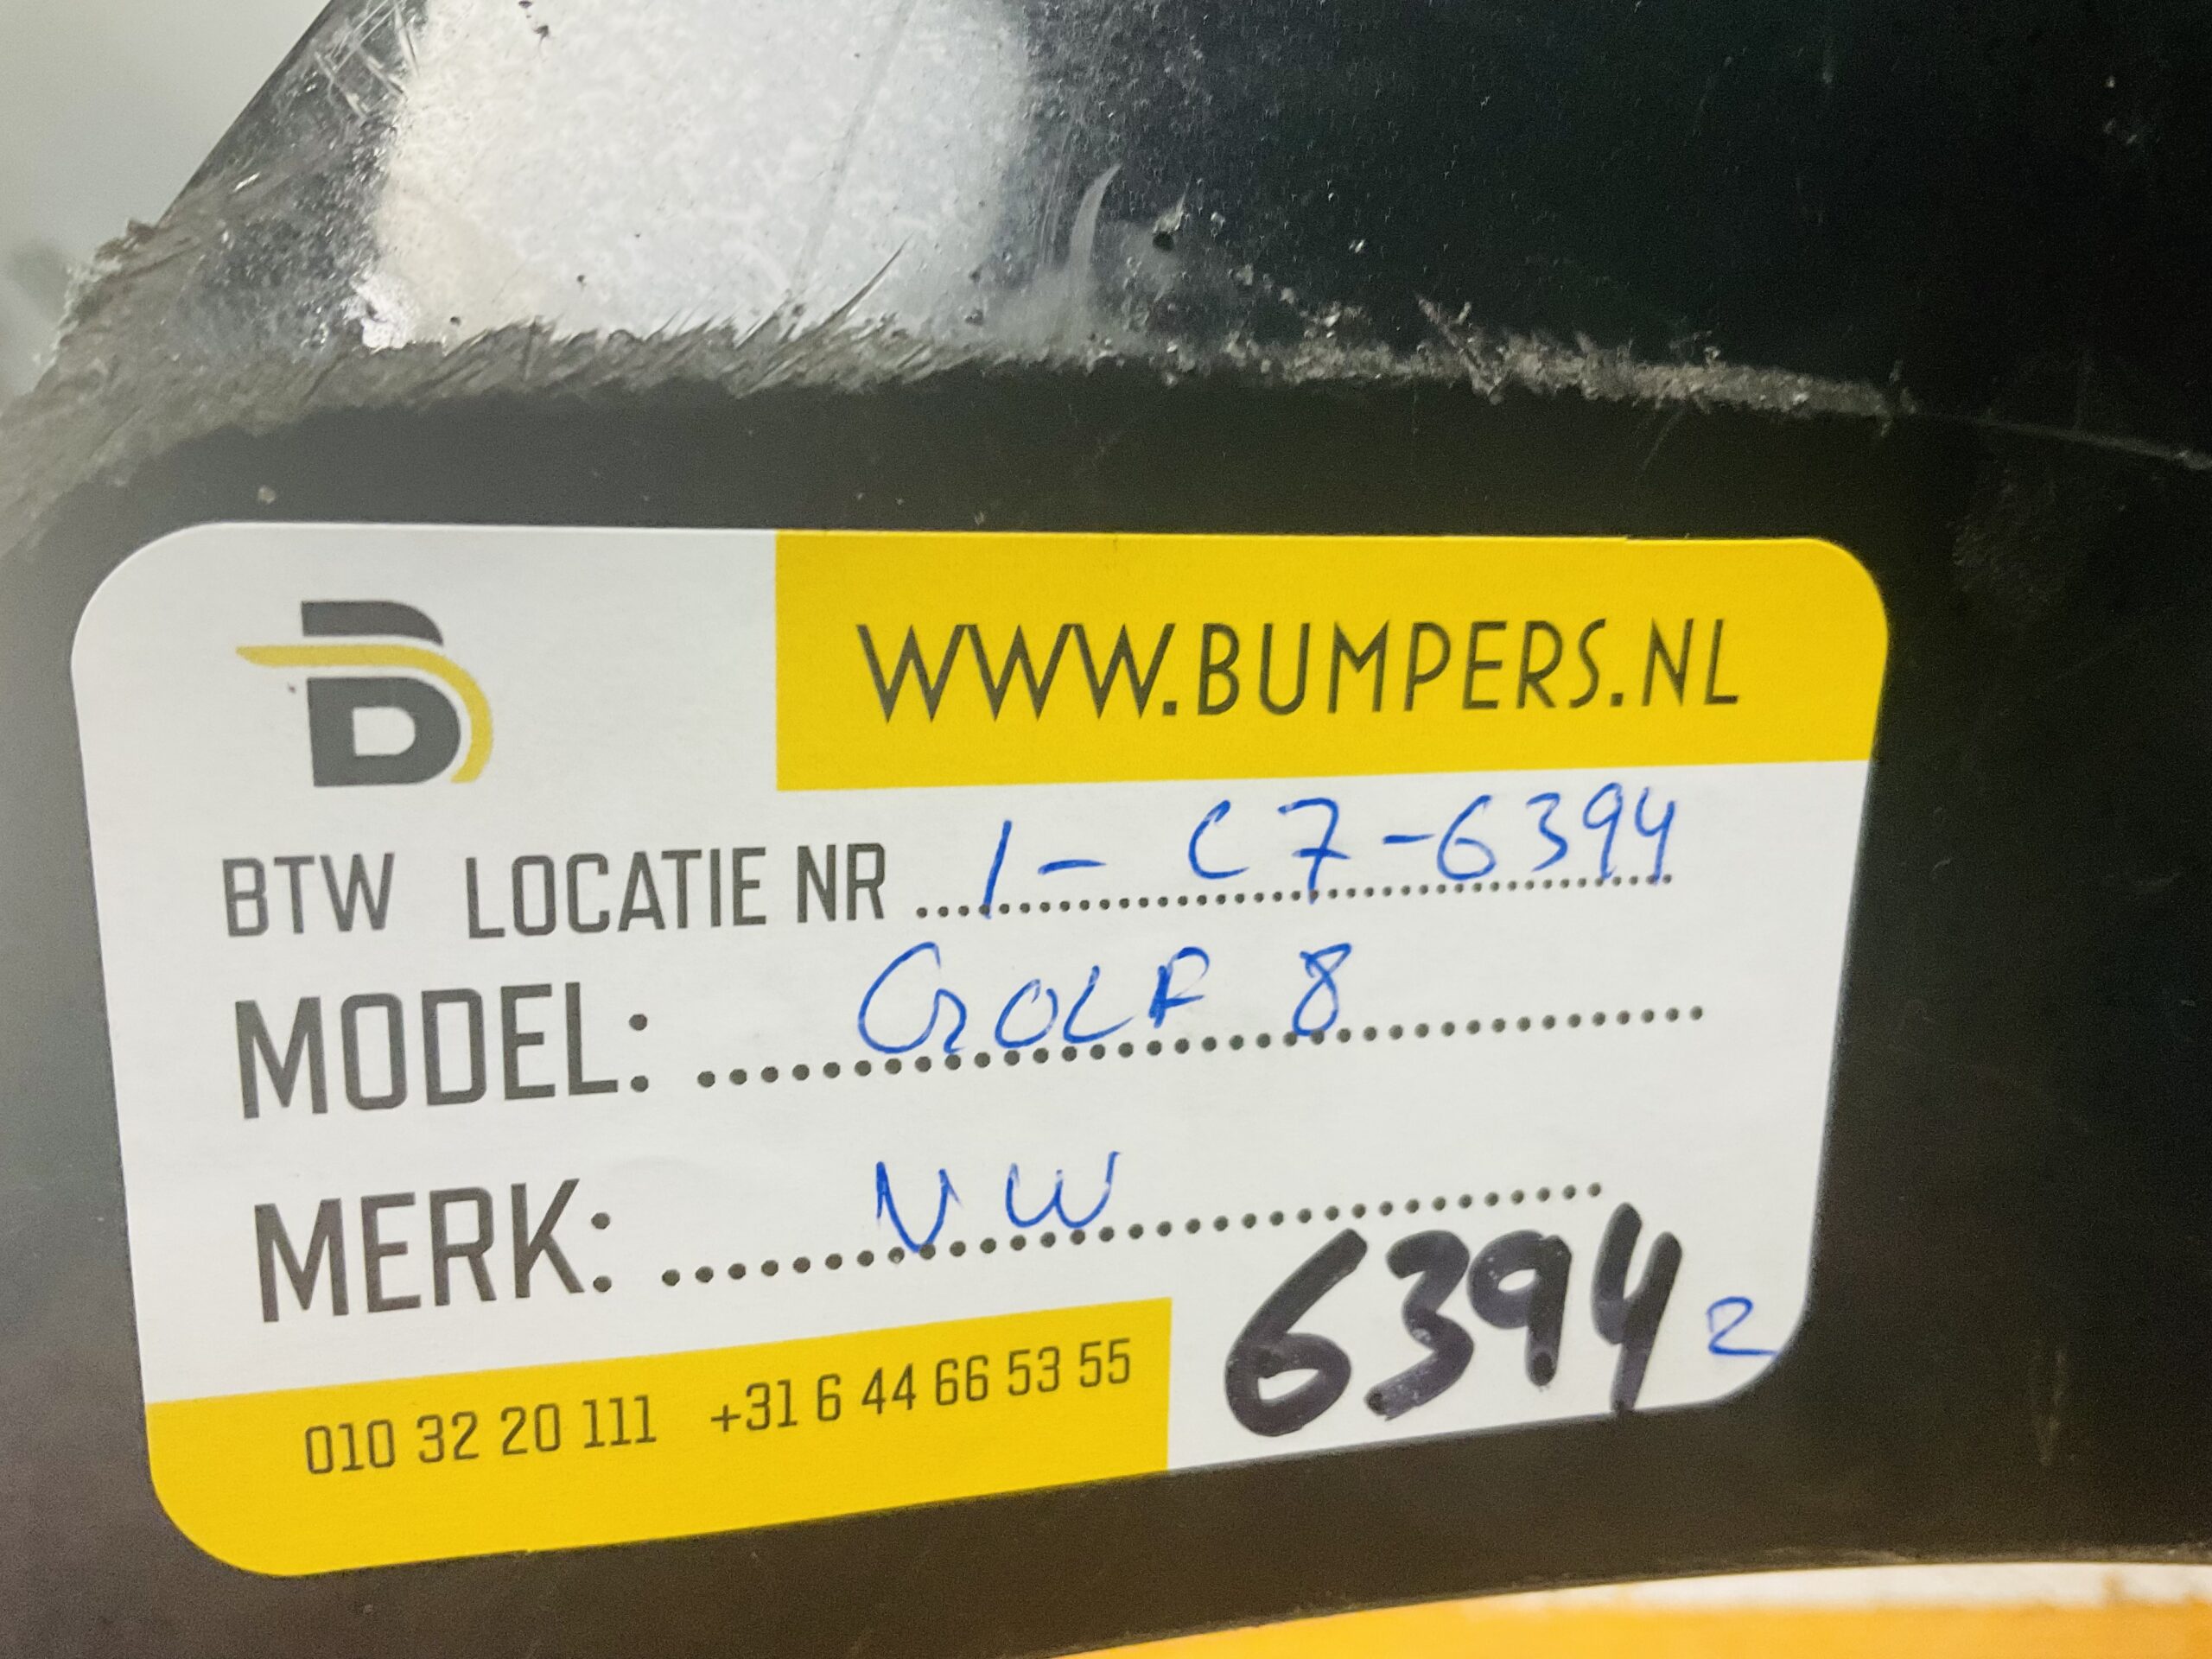 B
WWW.BUMPERS.NL
BTW LOCATIE NR 1 - C7-6394
MODEL: GOLF 8
MERK: VW
6394 2
010 32 20 111 +31 6 44 66 53 55